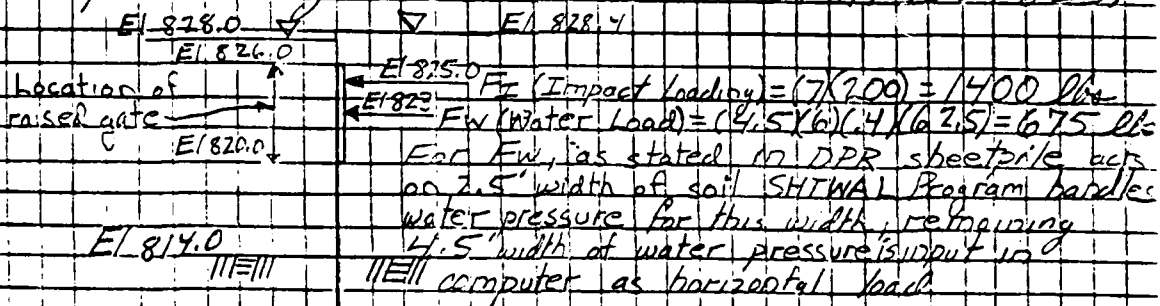 El 828.0
El 828.4
El 826.0
El 825.0
Location of
raised gate
FI (Impact Loading) = (7)(200) = 1400 lbs
El 823
FW (Water Load) = (4.5)(6)(.4)(62.5) = 675 lbs
El 820.0
For FW, as stated in DPR sheetpile acts
on 2.5' width of soil SHTWAL Program handles
water pressure for this width, remaining
4.5' width of water pressure is input in
computer as horizontal load
El 814.0